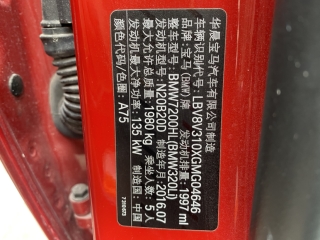 华晨宝马汽车有限公司制造
车辆识别代号 LBV8V3100GMG04646
品牌:宝马(BMW)牌 发动机排量:1997 ml
整车型号:BMW7200HL(BMW320Li)
发动机型号:N20B20D 制造年月:2016.07
最大允许总质量:1980 kg 乘坐人数:5人
发动机最大净功率:135 kW 制造国:中国
颜色代码/色圈:A75